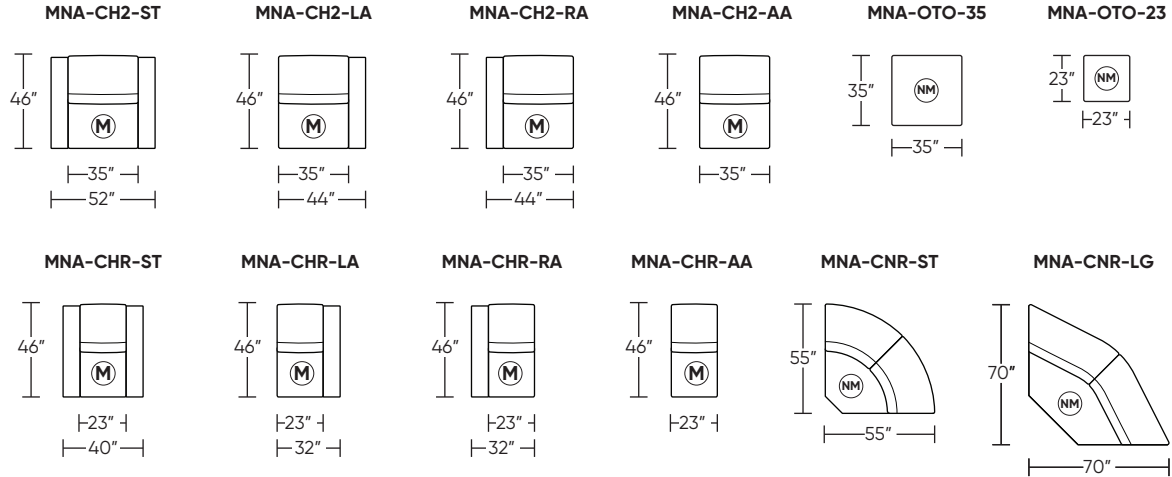 MNA-CH2-ST MNA-CH2-LA MNA-CH2-RA MNA-CH2-AA MNA-OTO-35 MNA-OTO-23
46″ M 46″ M 46″ M 46″ M 35″ NM 23″ NM
35″ 35″ 35″ 35″ 35″ 23″
52″ 44″ 44″
MNA-CHR-ST MNA-CHR-LA MNA-CHR-RA MNA-CHR-AA MNA-CNR-ST MNA-CNR-LG
46″ M 46″ M 46″ M 46″ M 55″ NM 70″ NM
23″ 23″ 23″ 23″ 55″
40″ 32″ 32″ 70″